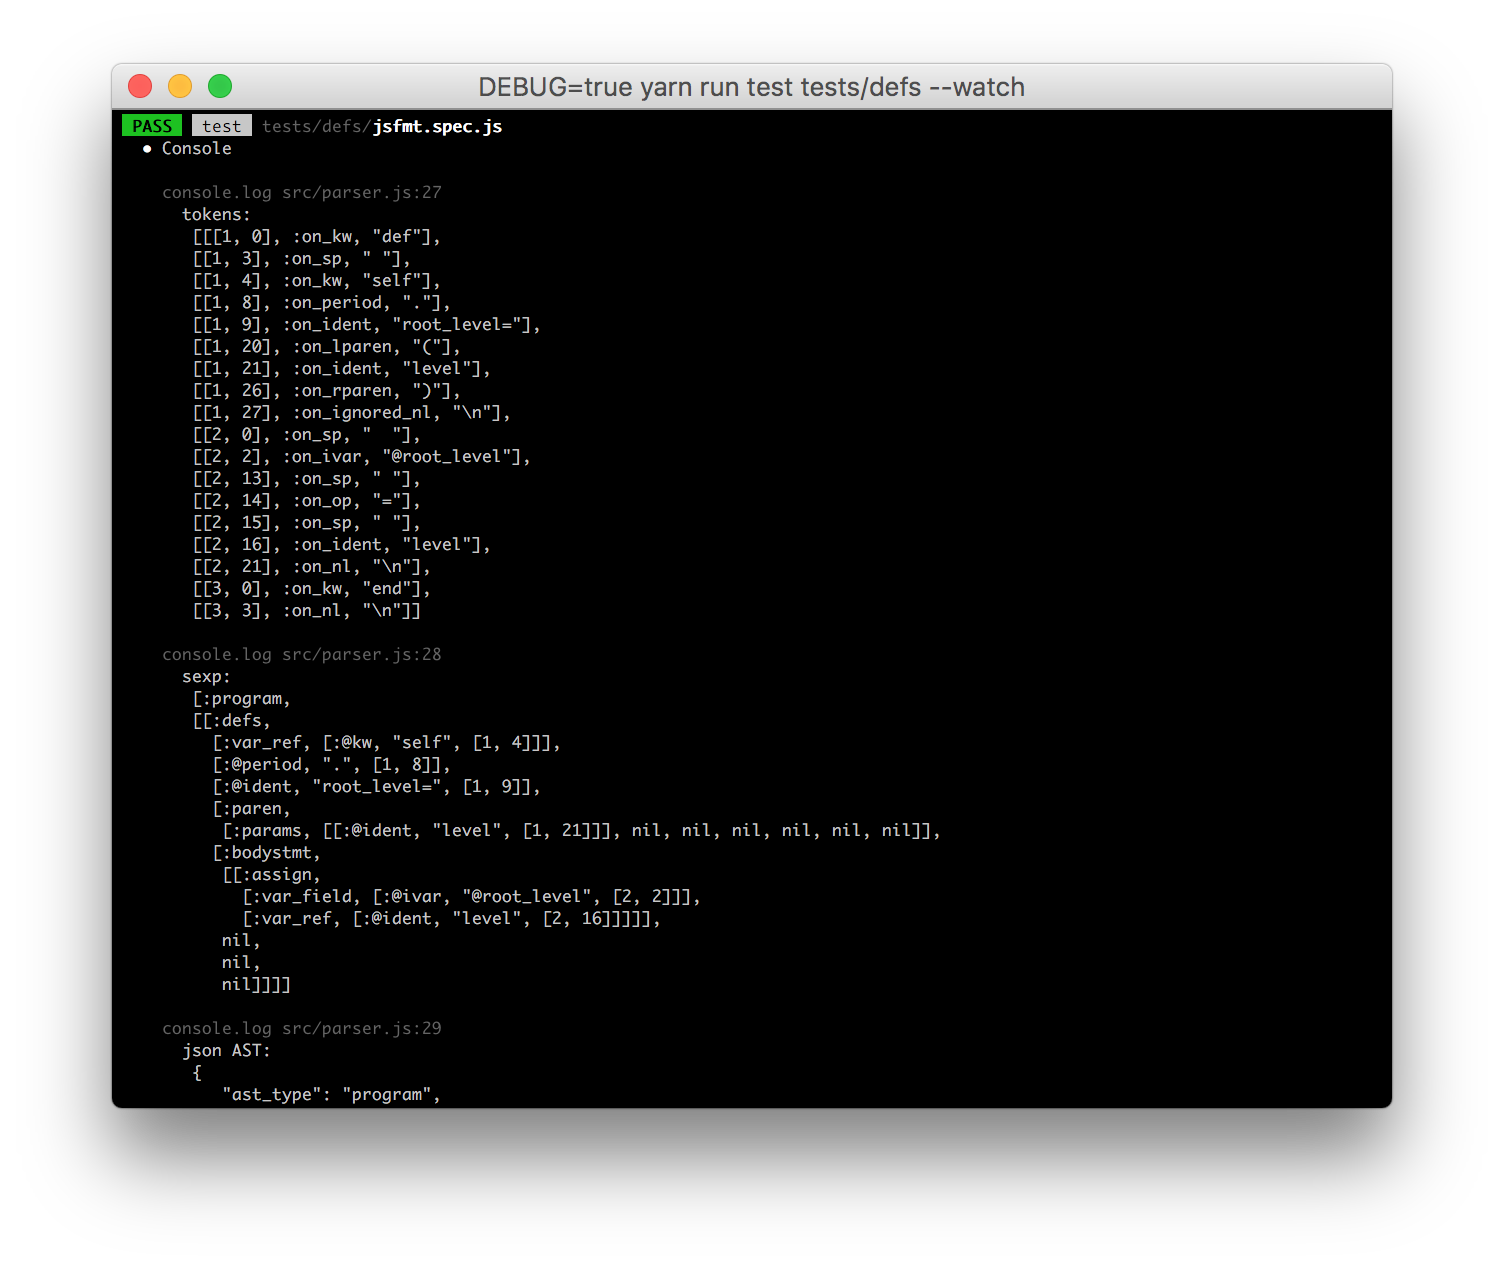 DEBUG=true yarn run test tests/defs --watch
PASS test tests/defs/jsfmt.spec.js
● Console
console.log src/parser.js:27
tokens:
[[[1, 0], :on_kw, "def"],
[[1, 3], :on_sp, " "],
[[1, 4], :on_kw, "self"],
[[1, 8], :on_period, "."],
[[1, 9], :on_ident, "root_level="],
[[1, 20], :on_lparen, "("],
[[1, 21], :on_ident, "level"],
[[1, 26], :on_rparen, ")"],
[[1, 27], :on_ignored_nl, "\n"],
[[2, 0], :on_sp, "  "],
[[2, 2], :on_ivar, "@root_level"],
[[2, 13], :on_sp, " "],
[[2, 14], :on_op, "="],
[[2, 15], :on_sp, " "],
[[2, 16], :on_ident, "level"],
[[2, 21], :on_nl, "\n"],
[[3, 0], :on_kw, "end"],
[[3, 3], :on_nl, "\n"]]
console.log src/parser.js:28
sexp:
[:program,
[[:defs,
[:var_ref, [:@kw, "self", [1, 4]]],
[:@period, ".", [1, 8]],
[:@ident, "root_level=", [1, 9]],
[:paren,
[:params, [[:@ident, "level", [1, 21]]], nil, nil, nil, nil, nil, nil]],
[:bodystmt,
[[:assign,
[:var_field, [:@ivar, "@root_level", [2, 2]]],
[:var_ref, [:@ident, "level", [2, 16]]]]],
nil,
nil,
nil]]]]
console.log src/parser.js:29
json AST:
{
"ast_type": "program",